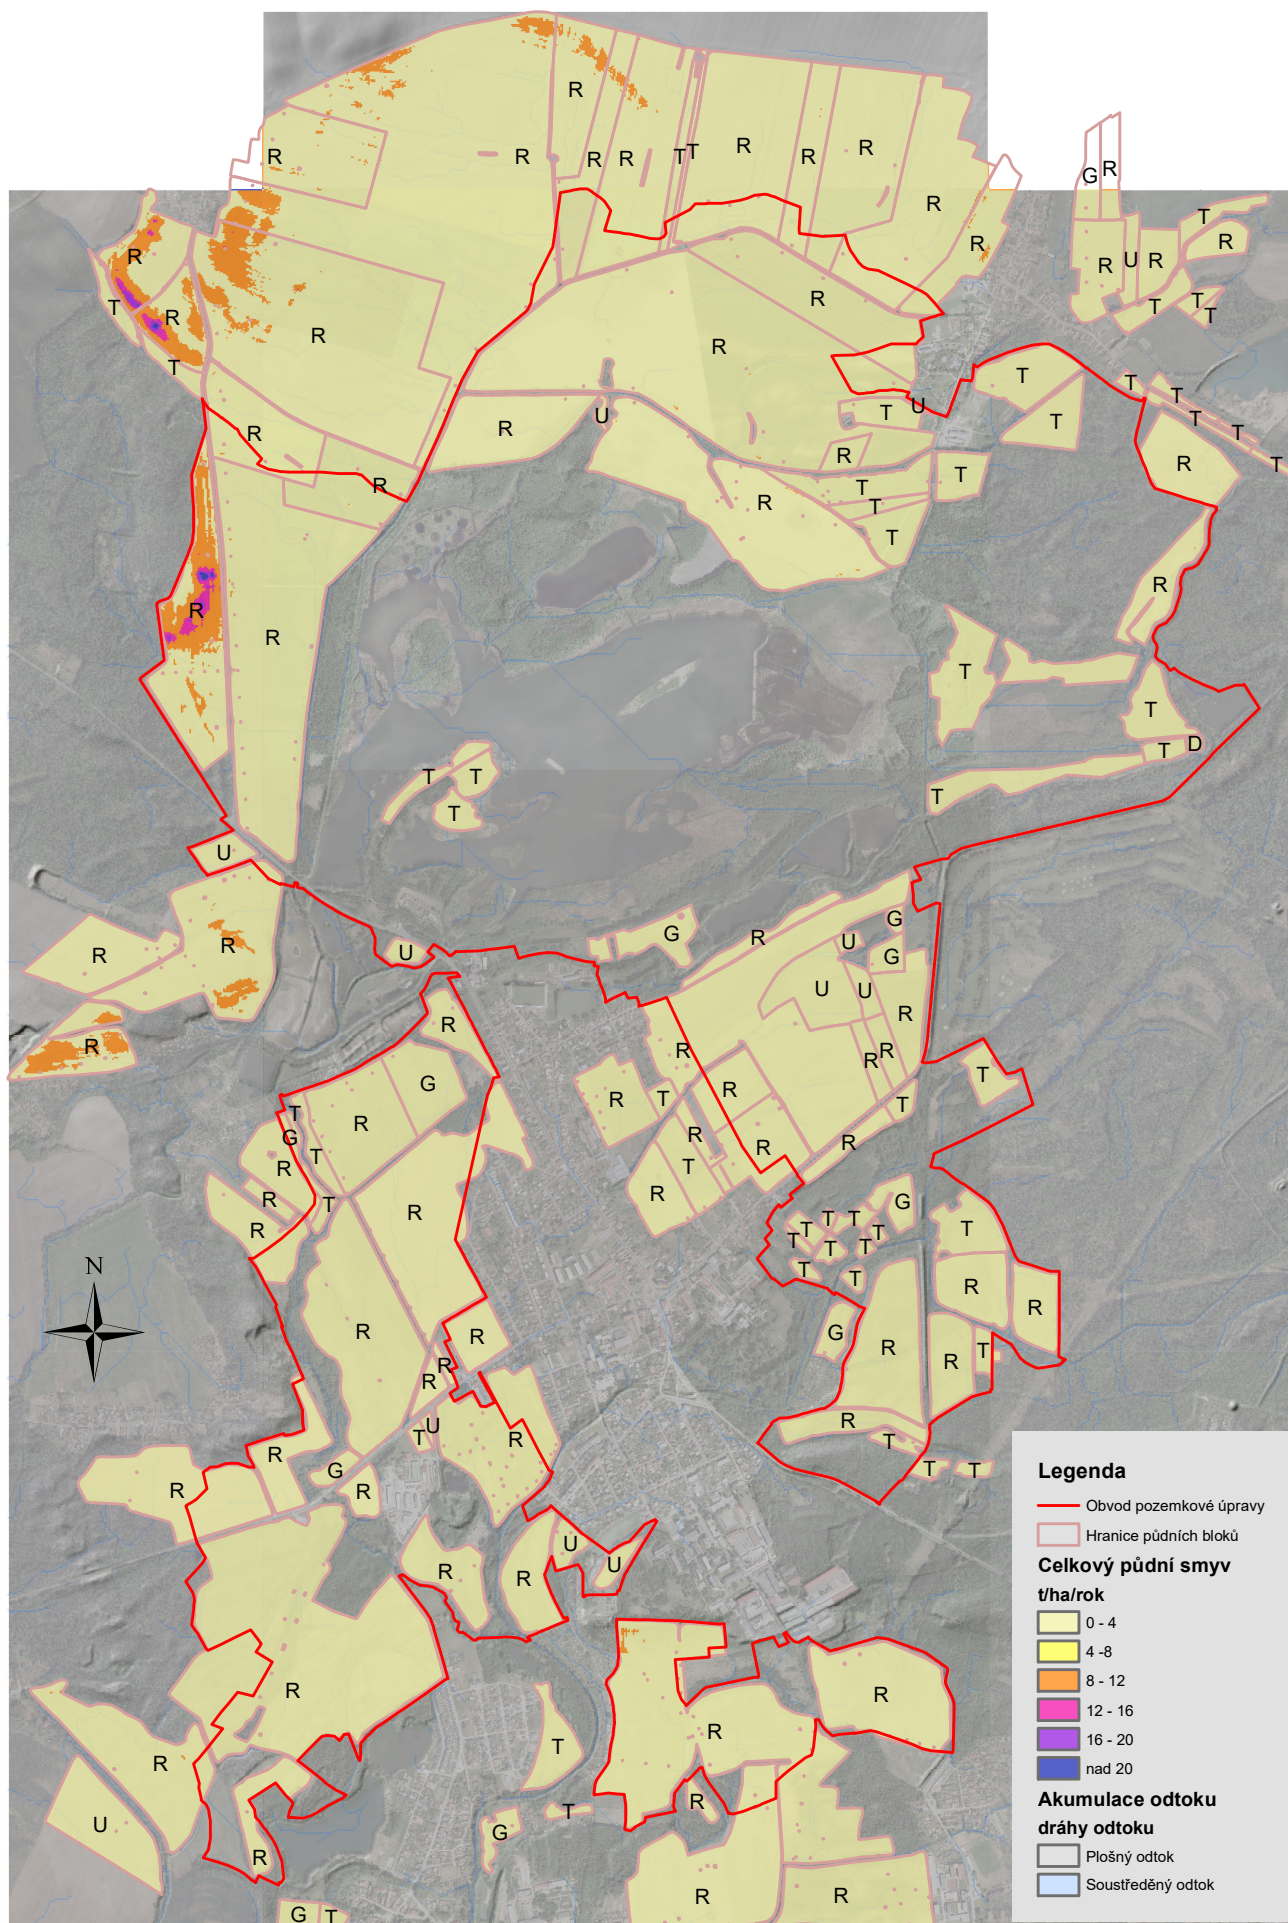 R
R
R
R
R
T
T
R
R
R
R
R
G
R
T
R
R
U
R
T
T
T
R
R
T
T
R
R
R
R
T
U
R
U
R
R
R
R
T
T
T
T
T
T
T
T
R
R
T
T
T
T
R
R
R
T
T
T
D
T
T
T
T
U
R
R
R
U
G
R
U
G
G
U
U
R
R
R
R
G
R
T
G
T
R
R
R
T
R
R
R
R
T
R
T
R
R
R
T
R
T
G
T
T
T
T
T
T
T
T
T
T
R
R
G
R
R
T
R
T
T
T
R
R
R
R
U
T
R
R
G
R
R
R
R
U
U
R
R
U
R
T
T
G
R
R
R
R
R
G
T
N
Legenda
Obvod pozemkové úpravy
Hranice půdních bloků
Celkový půdní smyv
t/ha/rok
0 - 4
4 -8
8 - 12
12 - 16
16 - 20
nad 20
Akumulace odtoku
dráhy odtoku
Plošný odtok
Soustředěný odtok